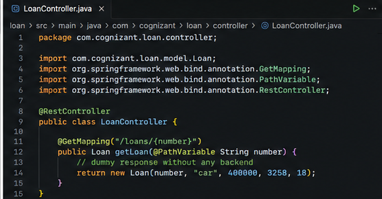 LoanController.java
loan > src > main > java > com > cognizant > loan > controller > LoanController.java
1 package com.cognizant.loan.controller;
2
3 import com.cognizant.loan.model.Loan;
4 import org.springframework.web.bind.annotation.GetMapping;
5 import org.springframework.web.bind.annotation.PathVariable;
6 import org.springframework.web.bind.annotation.RestController;
7
8 @RestController
9 public class LoanController {
10
11 @GetMapping("/loans/{number}")
12 public Loan getLoan(@PathVariable String number) {
13 // dummy response without any backend
14 return new Loan(number, "car", 400000, 3258, 18);
15 }
15 }